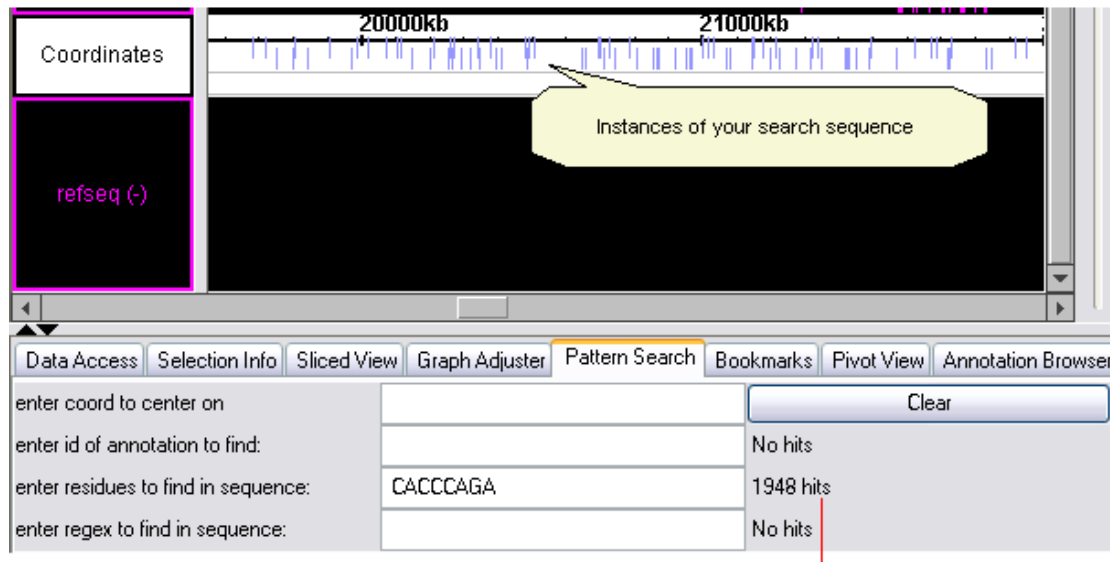 20000kb 21000kb
Coordinates
Instances of your search sequence
refseq (-)
Data Access Selection Info Sliced View Graph Adjuster Pattern Search Bookmarks Pivot View Annotation Browser
enter coord to center on Clear
enter id of annotation to find: No hits
enter residues to find in sequence: CACCCAGA 1948 hits
enter regex to find in sequence: No hits